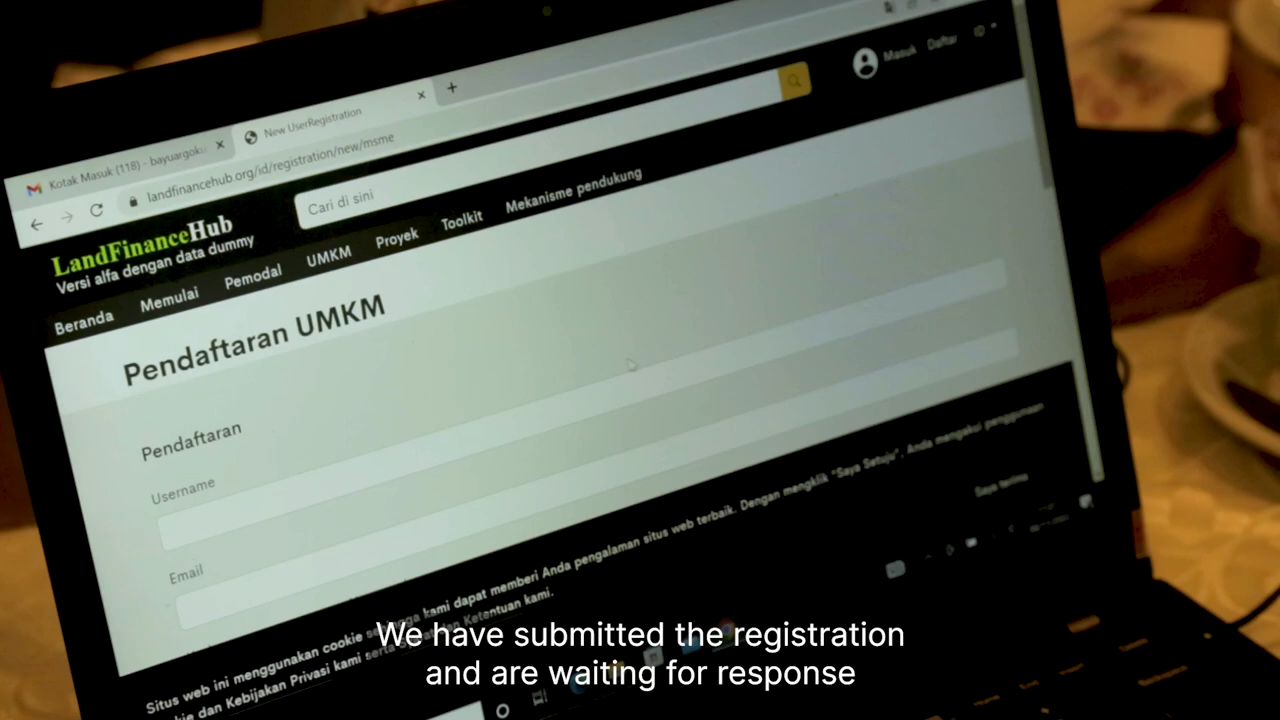 Kotak Masuk (118) - bayuargok
New UserRegistration
landfinancehub.org/id/registration/new/msme
LandFinanceHub
Versi alfa dengan data dummy
Cari di sini
Masuk Daftar
Beranda Memulai Pemodal UMKM Proyek Toolkit Mekanisme pendukung
Pendaftaran UMKM
Pendaftaran
Username
Email
Situs web ini menggunakan cookie kami dapat memberi Anda pengalaman situs web terbaik. Dengan mengklik "Saya Setuju", Anda mengakui penggunaan
dan Kebijakan Privasi kami serta Ketentuan kami.
Saya terima
We have submitted the registration
and are waiting for response